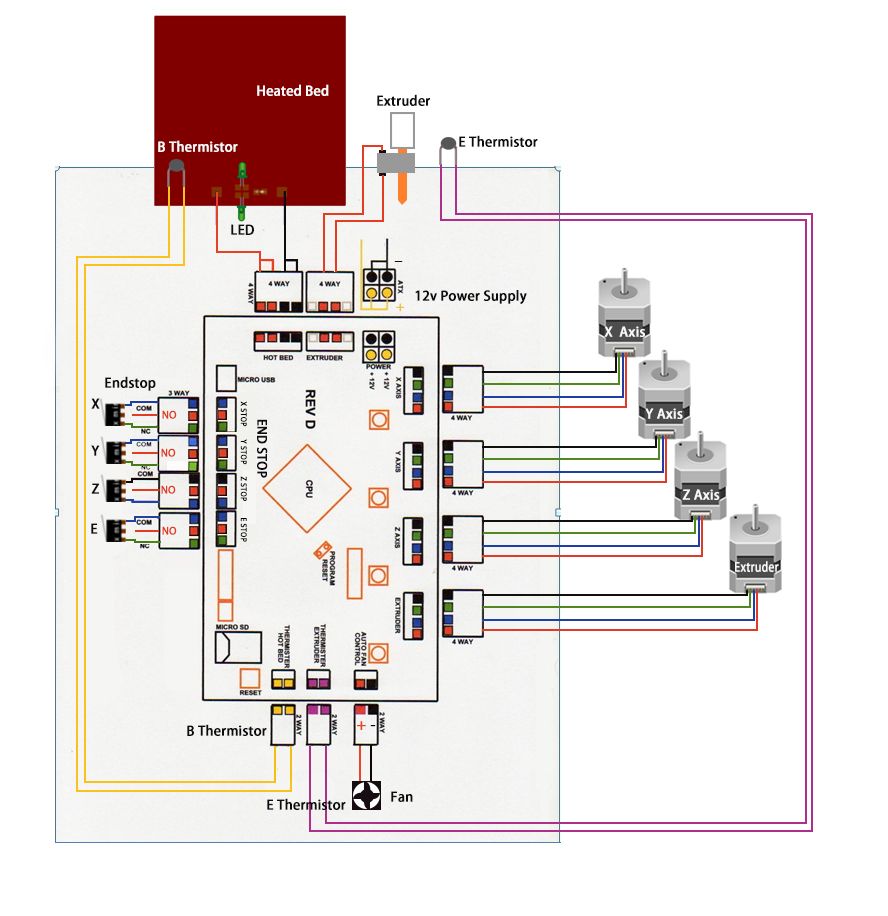 Heated Bed
Extruder
B Thermistor
E Thermistor
LED
4 WAY
4 WAY
4 WAY
ATX
−
+
12v Power Supply
HOT BED
EXTRUDER
POWER
+ 12V
+ 12V
MICRO USB
REV D
X AXIS
4 WAY
X Axis
Endstop
3 WAY
X
COM
NO
NC
X STOP
END STOP
Y Axis
Y
COM
NO
NC
Y STOP
Y AXIS
4 WAY
Z
COM
NO
Z STOP
CPU
Z Axis
E
COM
NO
NC
E STOP
Z AXIS
4 WAY
PROGRAM
RESET
Extruder
EXTRUDER
4 WAY
MICRO SD
THERMISTER
HOT BED
THERMISTER
EXTRUDER
AUTO FAN
CONTROL
RESET
B Thermistor
2 WAY
2 WAY
+ -
2 WAY
E Thermistor
Fan